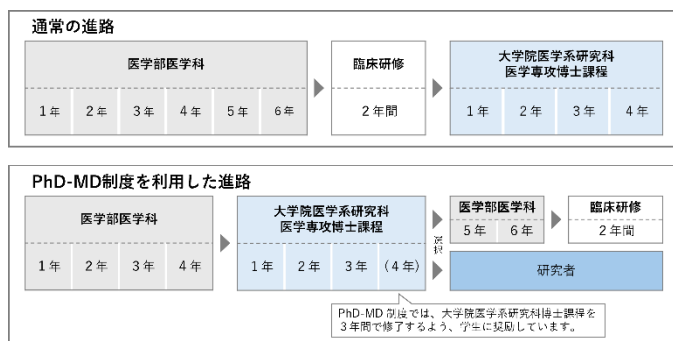 通常の進路
医学部医学科
1年 2年 3年 4年 5年 6年
臨床研修
2年間
大学院医学系研究科
医学専攻博士課程
1年 2年 3年 4年
PhD-MD制度を利用した進路
医学部医学科
1年 2年 3年 4年
大学院医学系研究科
医学専攻博士課程
1年 2年 3年 (4年)
選択
医学部医学科
5年 6年
臨床研修
2年間
研究者
PhD-MD制度では、大学院医学系研究科博士課程を
3年間で修了するよう、学生に奨励しています。